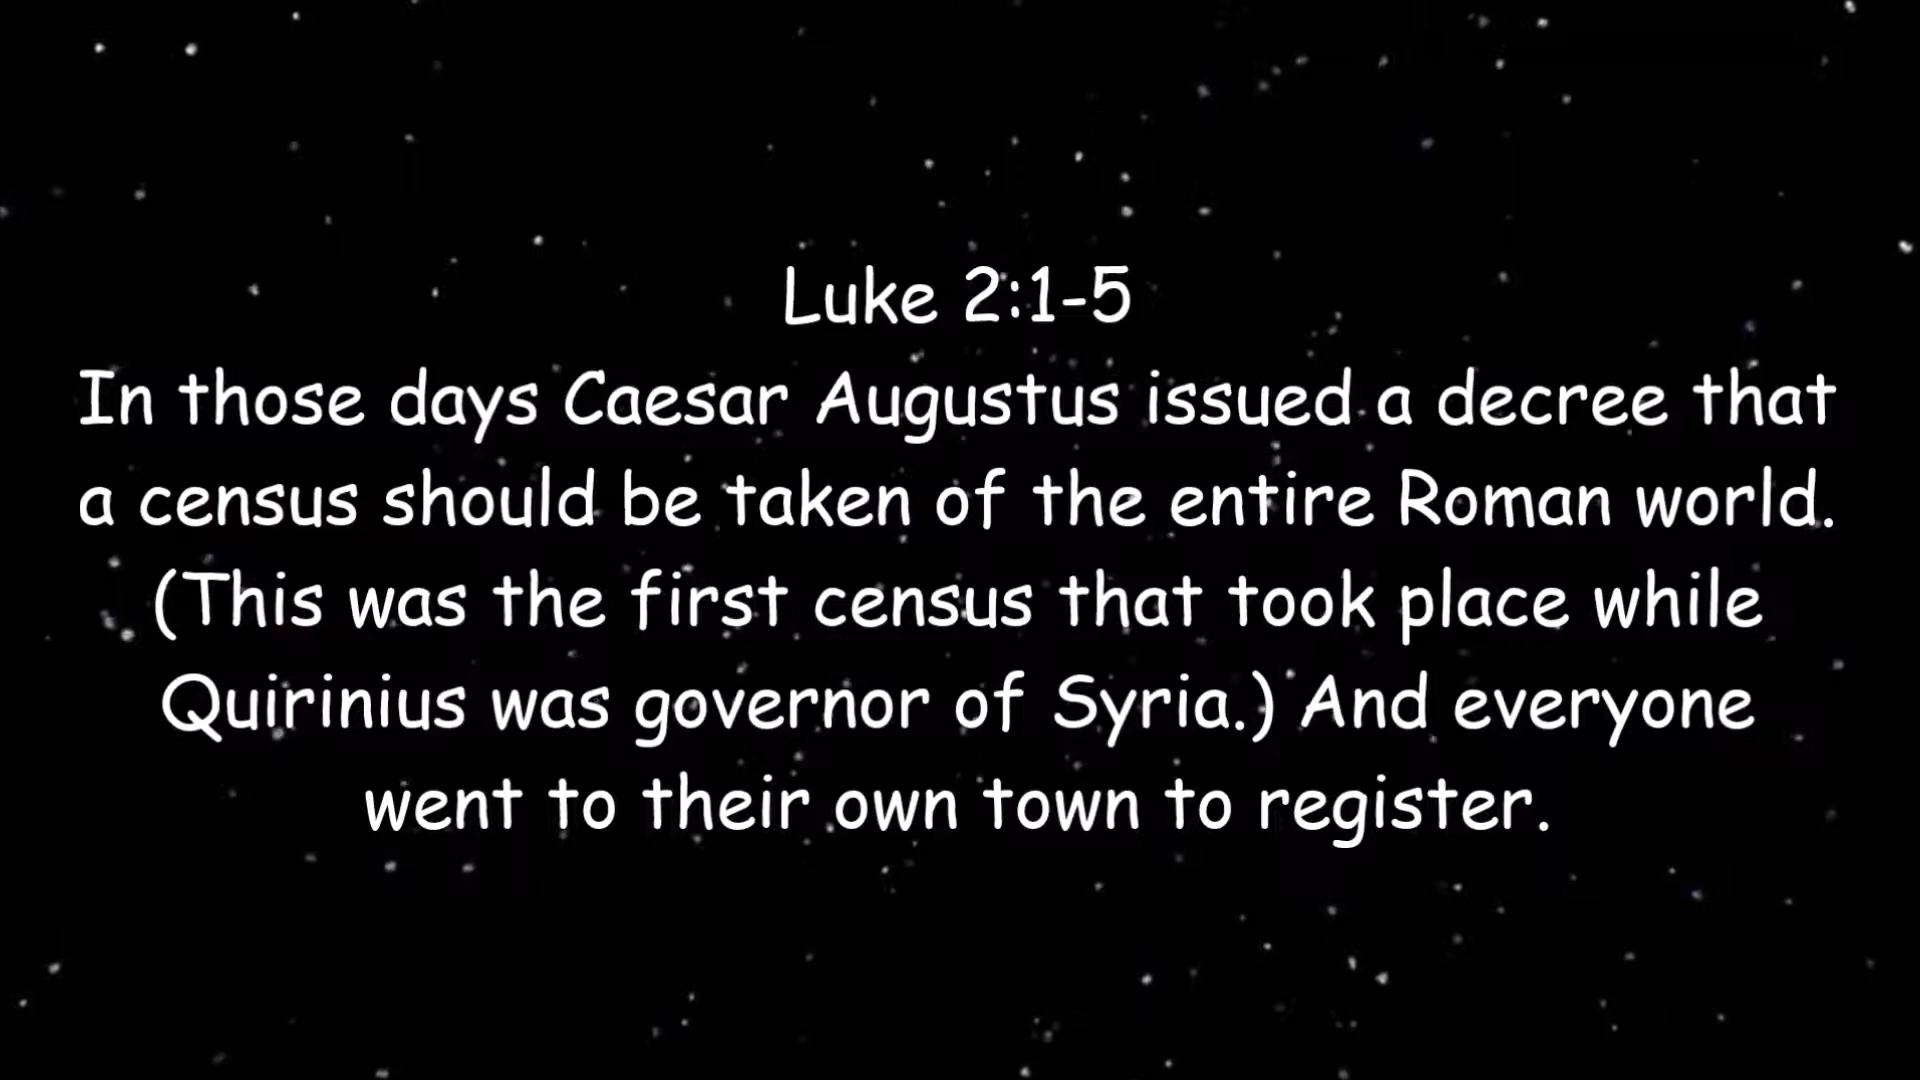 Luke 2:1-5
In those days Caesar Augustus issued a decree that
a census should be taken of the entire Roman world.
(This was the first census that took place while
Quirinius was governor of Syria.) And everyone
went to their own town to register.